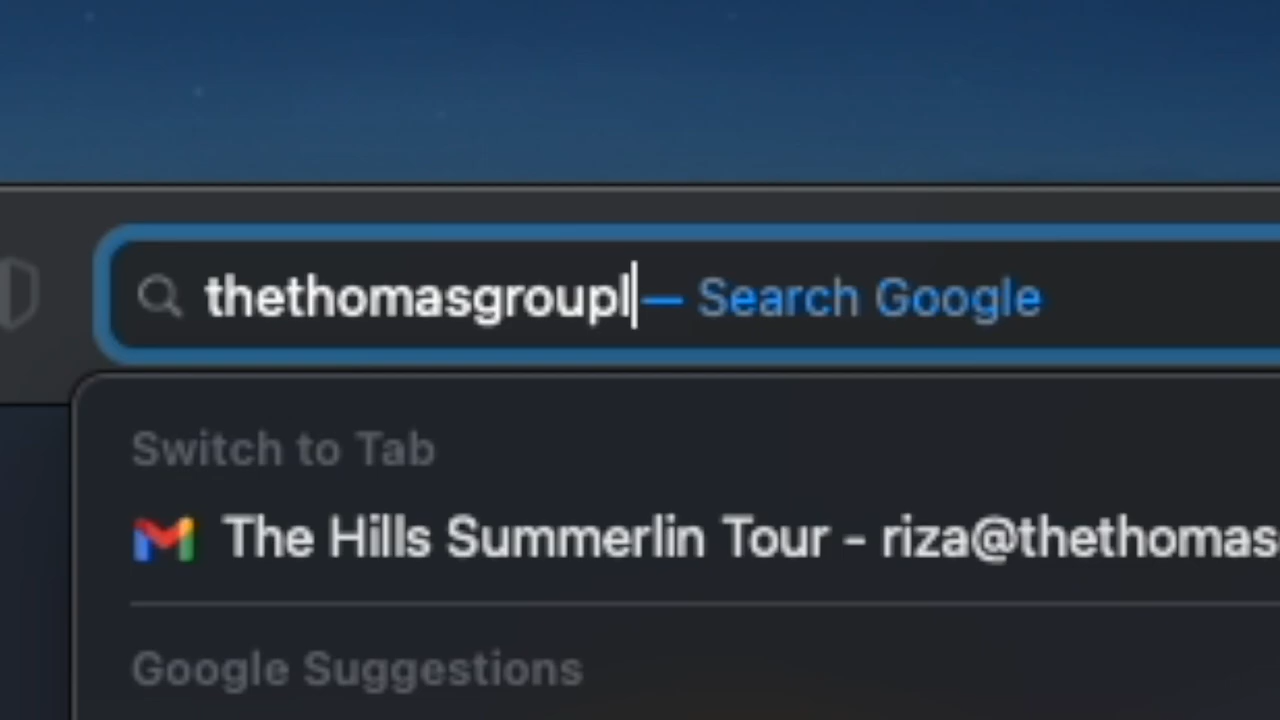 thethomasgroupl — Search Google
Switch to Tab
The Hills Summerlin Tour - riza@thethomas
Google Suggestions